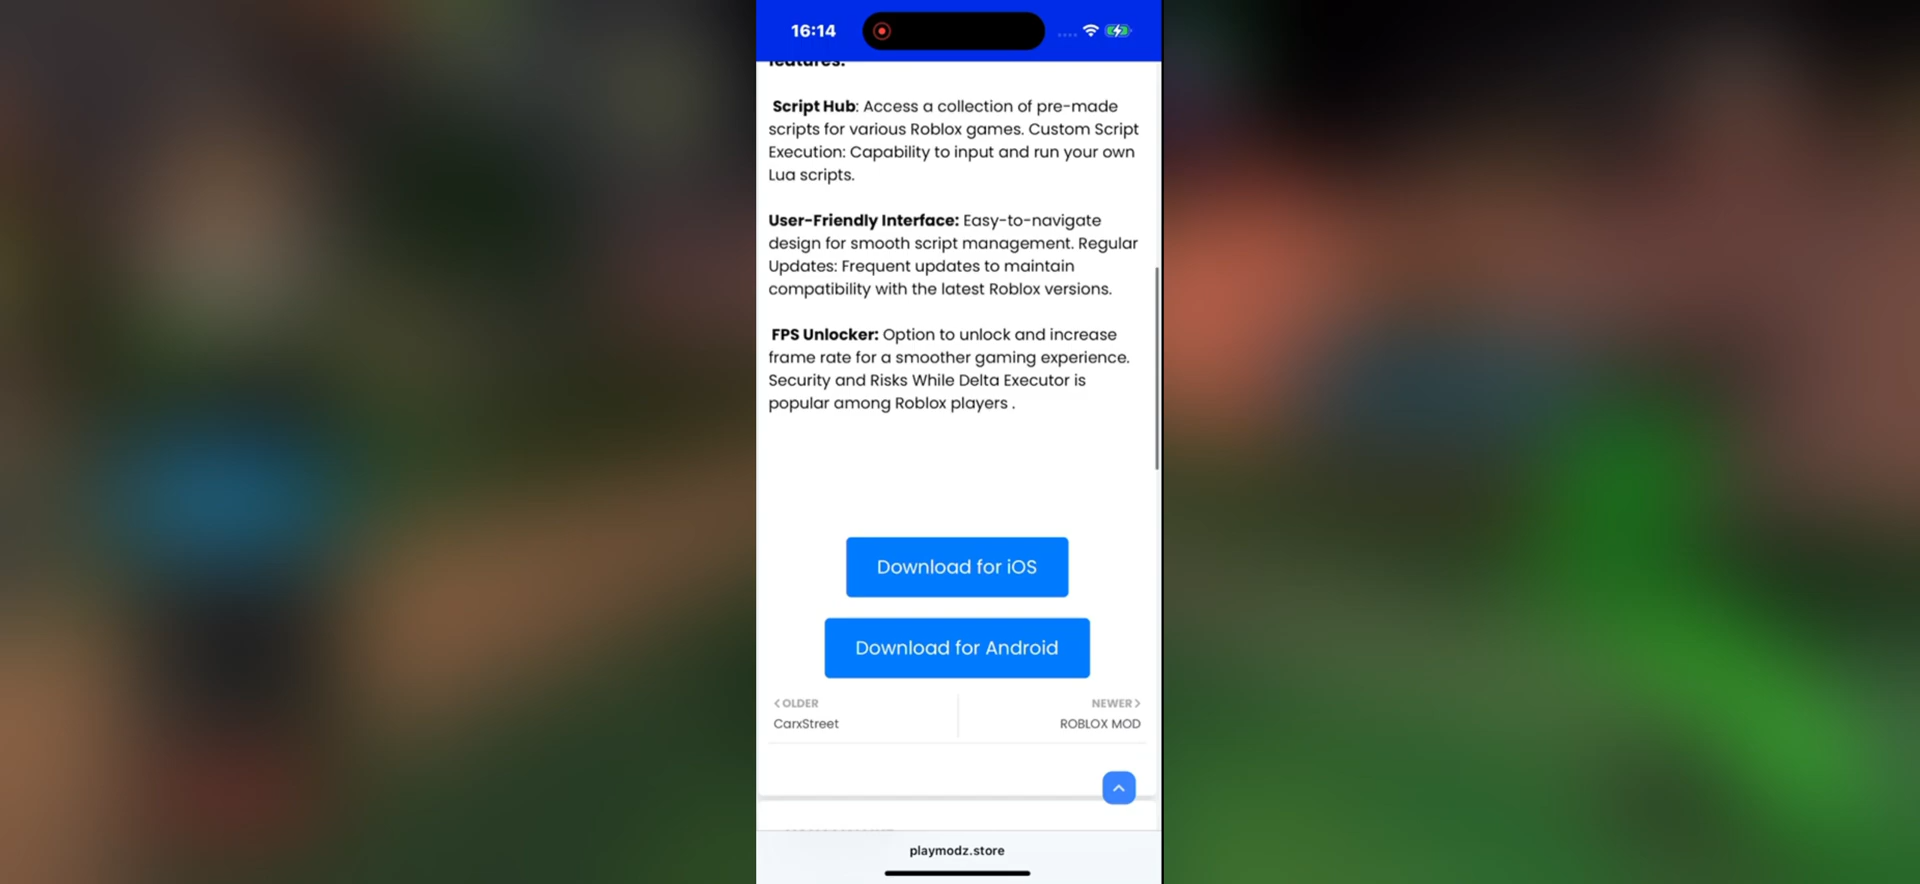 16:14
features:
Script Hub: Access a collection of pre-made
scripts for various Roblox games. Custom Script
Execution: Capability to input and run your own
Lua scripts.
User-Friendly Interface: Easy-to-navigate
design for smooth script management. Regular
Updates: Frequent updates to maintain
compatibility with the latest Roblox versions.
FPS Unlocker: Option to unlock and increase
frame rate for a smoother gaming experience.
Security and Risks While Delta Executor is
popular among Roblox players .
Download for iOS
Download for Android
OLDER
CarxStreet
NEWER
ROBLOX MOD
playmodz.store